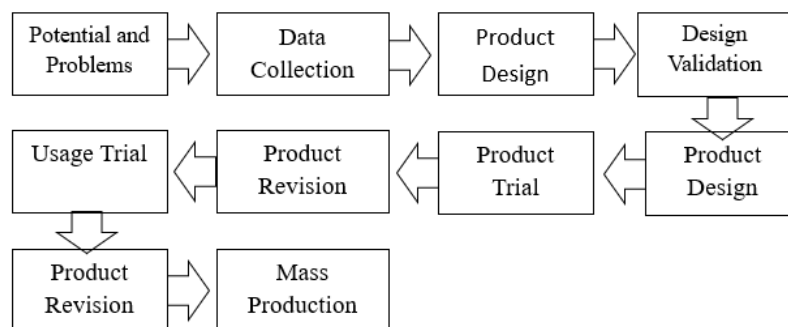 Potential and
Problems
Data
Collection
Product
Design
Design
Validation
Product
Design
Product
Trial
Product
Revision
Usage Trial
Product
Revision
Mass
Production